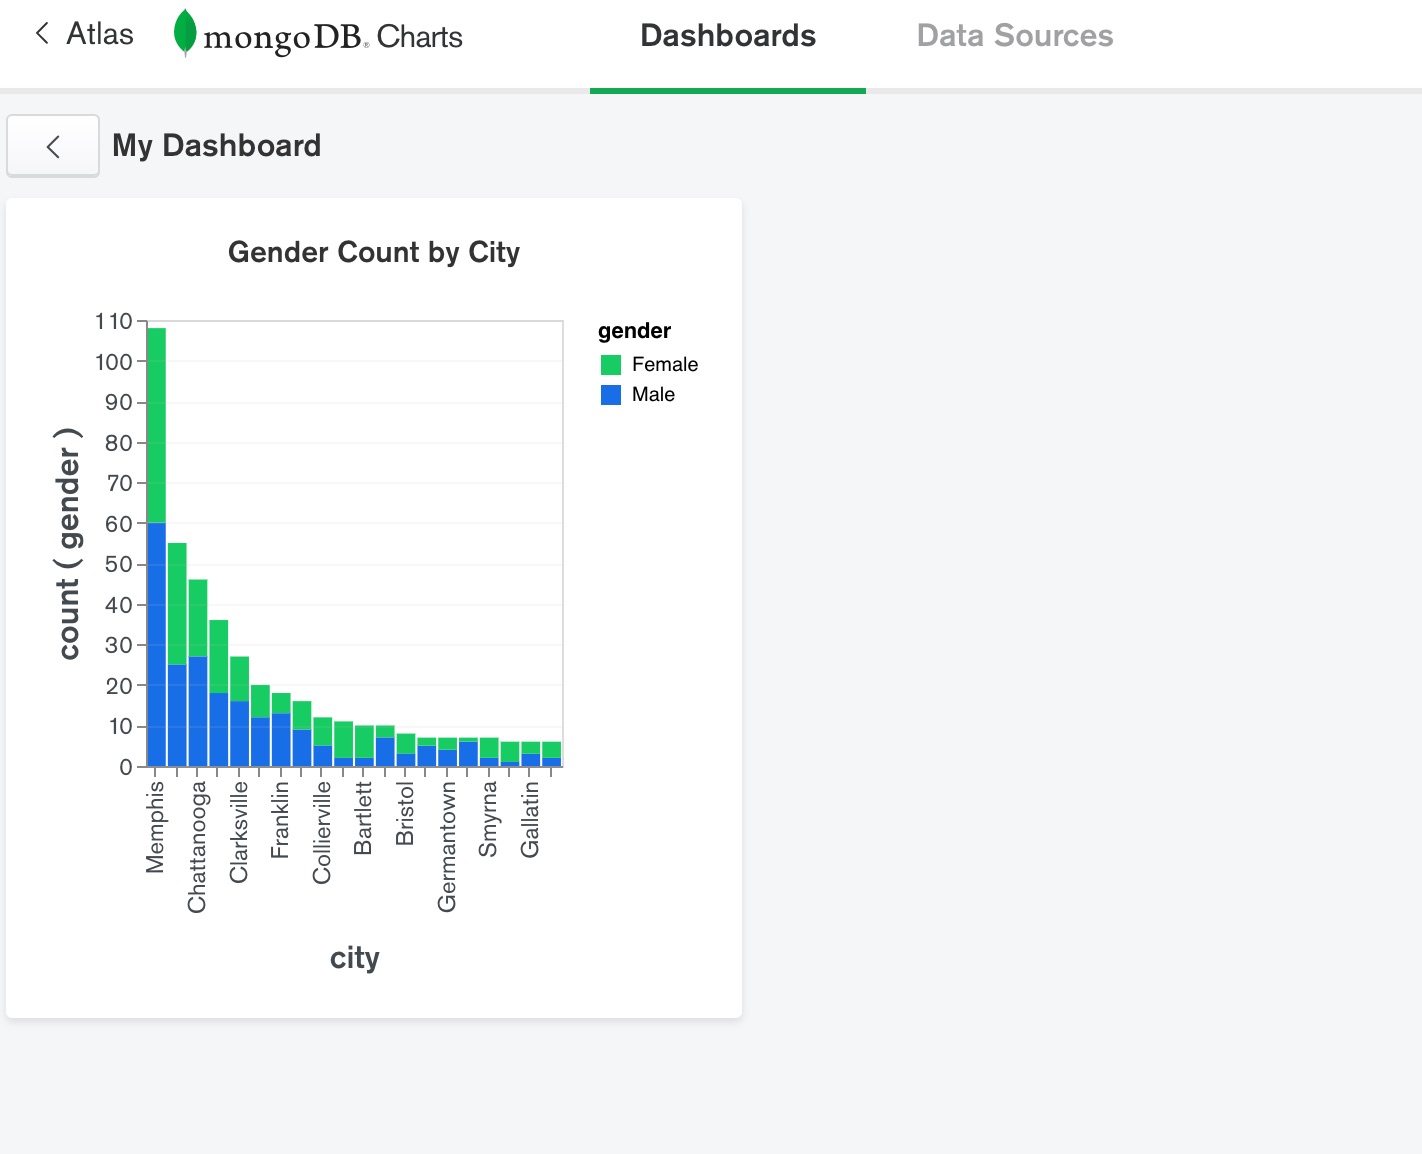 Atlas
mongoDB® Charts
Dashboards
Data Sources
My Dashboard
Gender Count by City
110
100
90
80
70
60
50
40
30
20
10
0
count ( gender )
gender
Female
Male
Memphis
Chattanooga
Clarksville
Franklin
Collierville
Bartlett
Bristol
Germantown
Smyrna
Gallatin
city